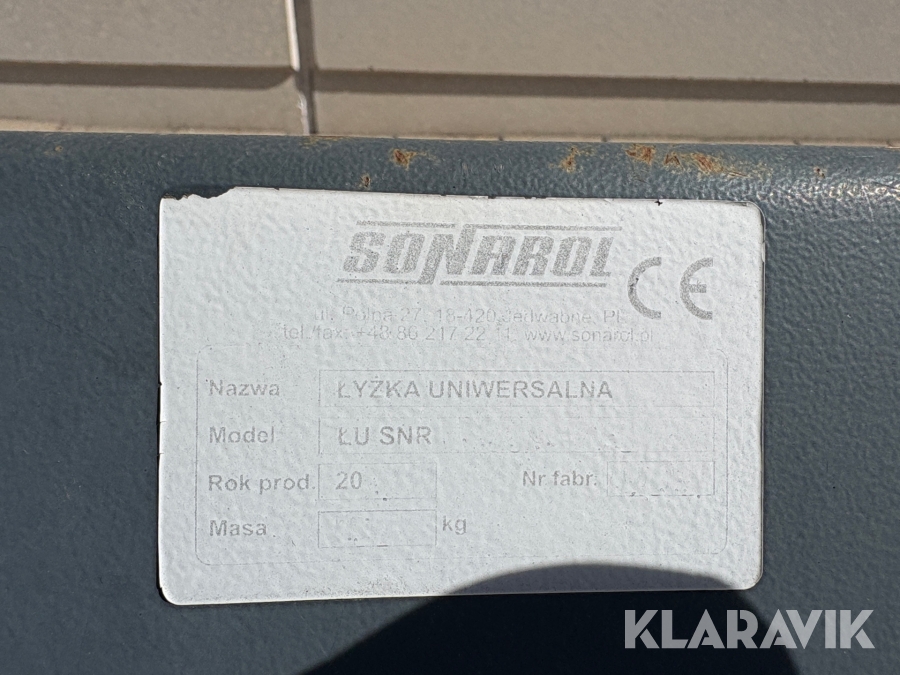 SONAROL
CE
ul. Polna 27, 18-420 Jedwabne, PL
tel./fax: +48 86 217 22 11, www.sonarol.pl
Nazwa ŁYŻKA UNIWERSALNA
Model ŁU SNR
Rok prod. 20 Nr fabr.
Masa kg
KLARAVIK